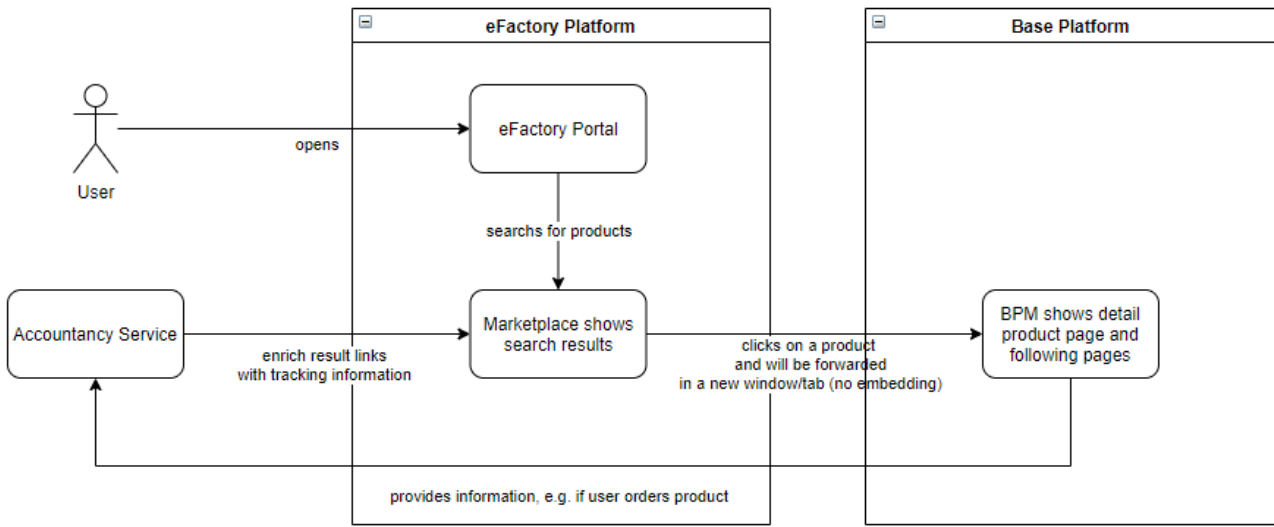 eFactory Platform
Base Platform
eFactory Portal
opens
User
searchs for products
Accountancy Service
Marketplace shows
search results
BPM shows detail
product page and
following pages
enrich result links
with tracking information
clicks on a product
and will be forwarded
in a new window/tab (no embedding)
provides information, e.g. if user orders product